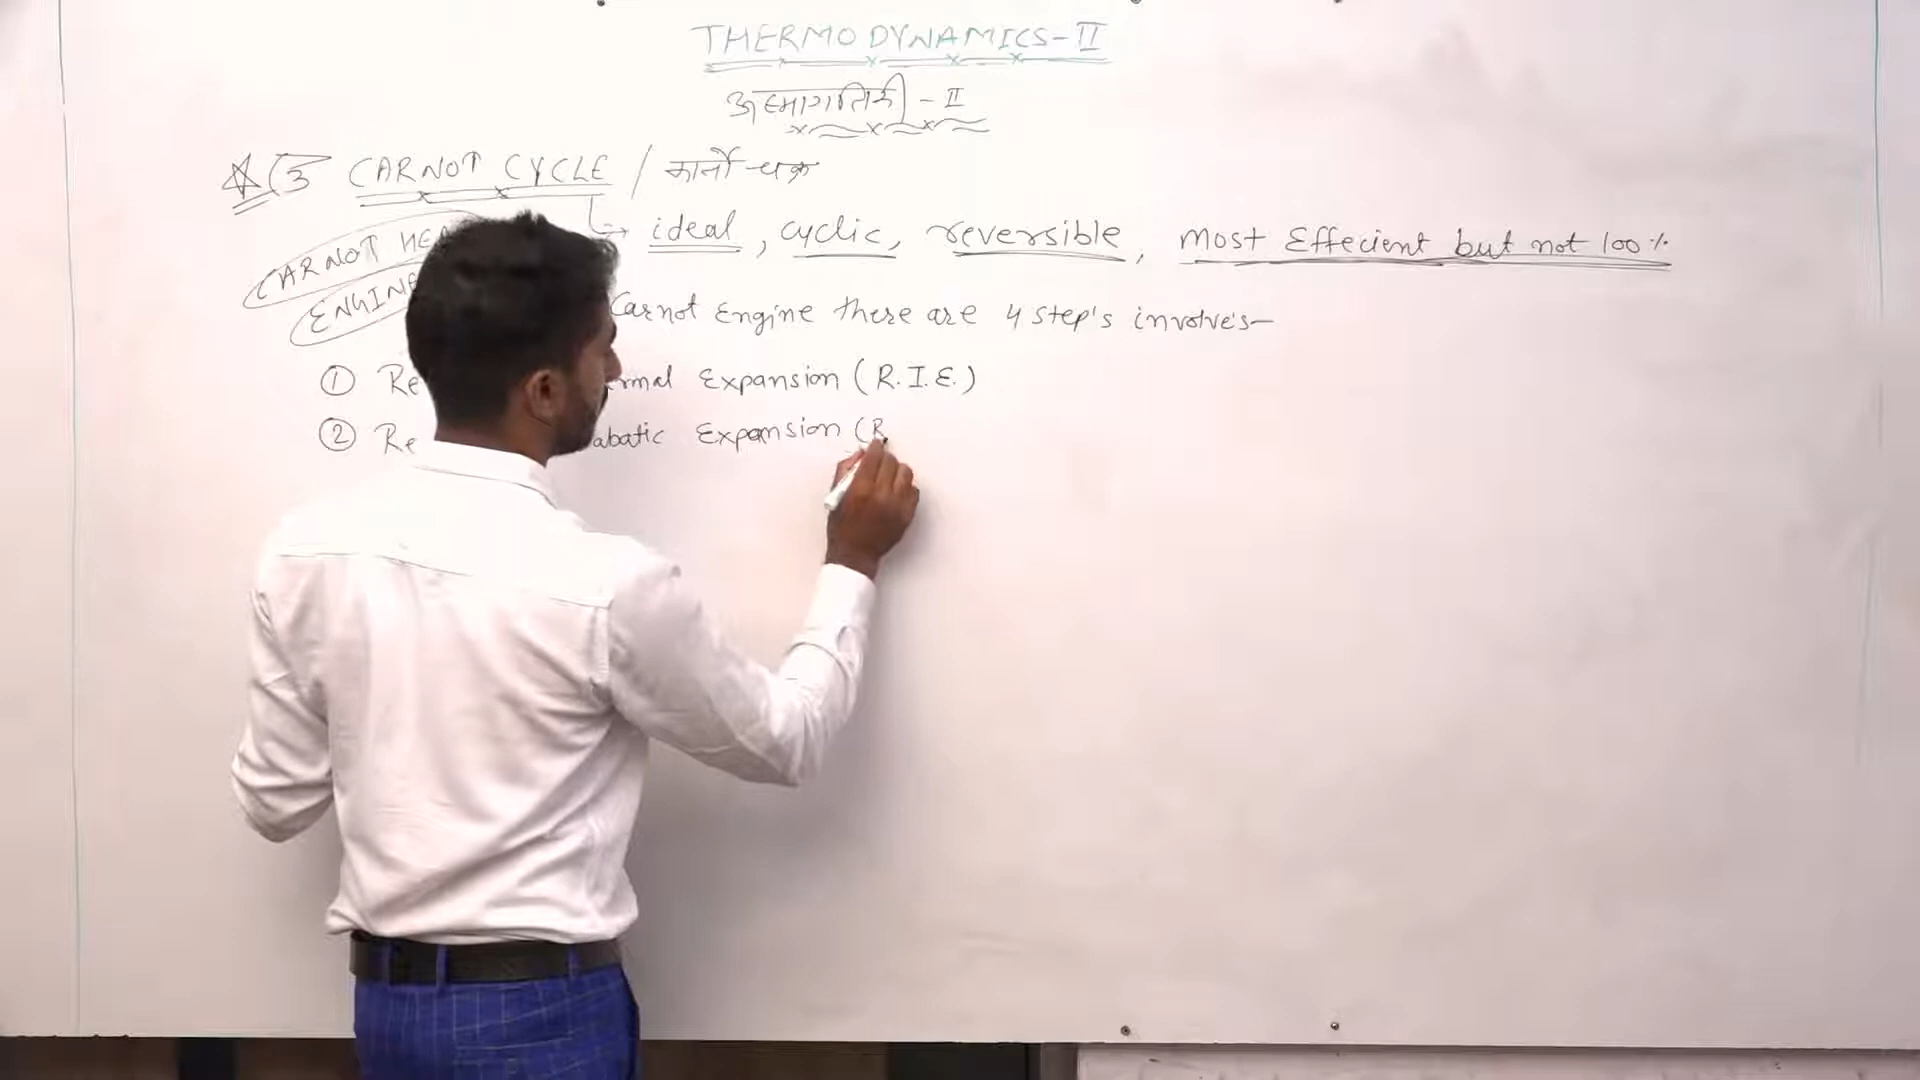 THERMODYNAMICS-II
ऊष्मागतिकी - II
(3 CARNOT CYCLE / कार्नो चक्र
→ ideal, cyclic, reversible, Most Effecient but not 100%
CARNOT HEA
ENGINE
Carnot Engine there are 4 step's involve's-
① Re rmal Expansion (R.I.E.)
② Re abatic Expansion (R